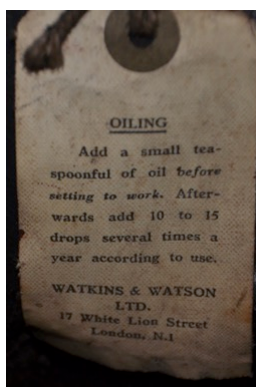 OILING
Add a small tea-
spoonful of oil before
setting to work. After-
wards add 10 to 15
drops several times a
year according to use.
WATKINS & WATSON
LTD.
17 White Lion Street
London, N.1